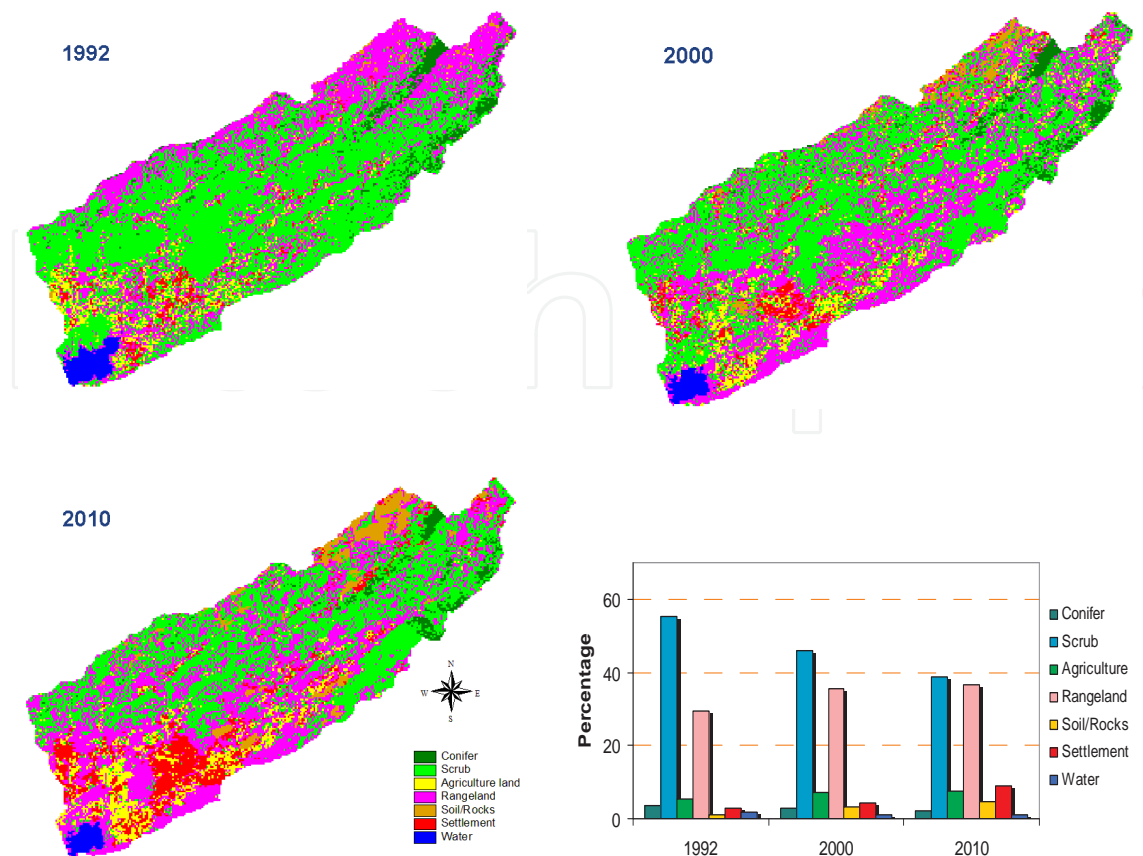 1992
2000
2010
N
W E
S
Conifer
Scrub
Agriculture land
Rangeland
Soil/Rocks
Settlement
Water
Percentage
60
40
20
0
1992 2000 2010
Conifer
Scrub
Agriculture
Rangeland
Soil/Rocks
Settlement
Water